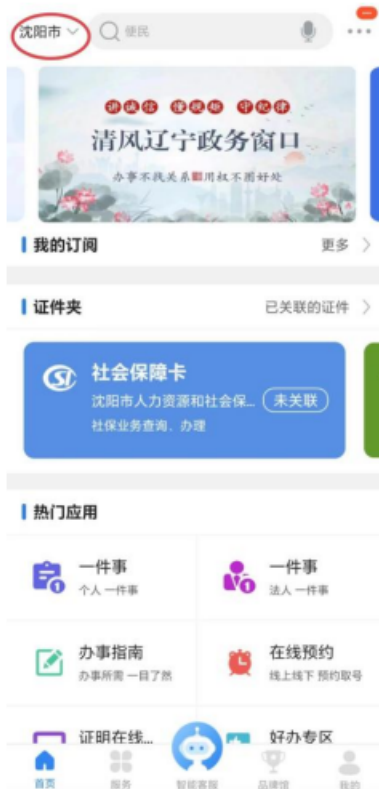 沈阳市
便民
讲诚信 懂规矩 守纪律
清风辽宁政务窗口
办事不找关系 用权不图好处
我的订阅
更多
证件夹
已关联的证件
社会保障卡
沈阳市人力资源和社会保...
未关联
社保业务查询、办理
热门应用
一件事
个人 一件事
一件事
法人 一件事
办事指南
办事所需 一目了然
在线预约
线上线下 预约取号
证明在线...
好办专区
首页
服务
智能客服
品牌馆
我的